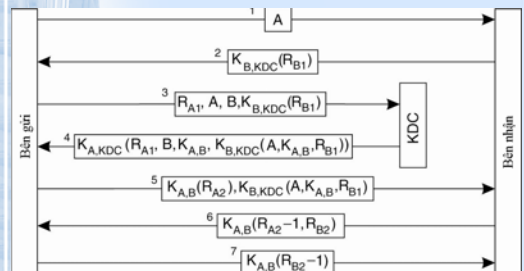 1 A
2 K_B,KDC(R_B1)
3 R_A1, A, B,K_B,KDC(R_B1)
4 K_A,KDC (R_A1, B,K_A,B, K_B,KDC(A,K_A,B,R_B1))
5 K_A,B(R_A2),K_B,KDC(A,K_A,B,R_B1)
6 K_A,B(R_A2−1,R_B2)
7 K_A,B(R_B2−1)
Bên gửi
KDC
Bên nhận